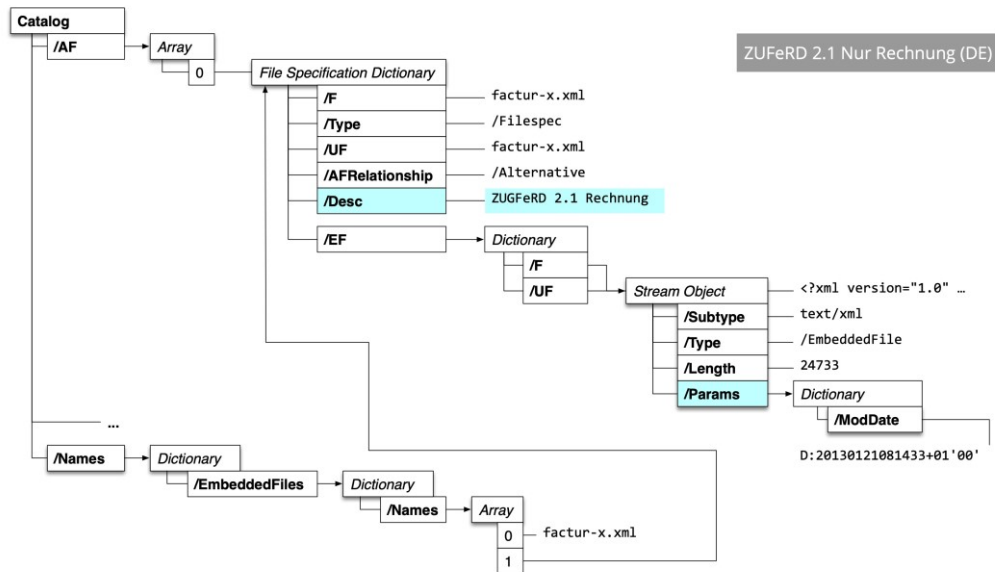 Catalog
/AF
Array
0
File Specification Dictionary
ZUFeRD 2.1 Nur Rechnung (DE)
/F
factur-x.xml
/Type
/Filespec
/UF
factur-x.xml
/AFRelationship
/Alternative
/Desc
ZUGFeRD 2.1 Rechnung
/EF
Dictionary
/F
/UF
Stream Object
<?xml version="1.0" …
/Subtype
text/xml
/Type
/EmbeddedFile
/Length
24733
/Params
Dictionary
/ModDate
D:20130121081433+01'00'
...
/Names
Dictionary
/EmbeddedFiles
Dictionary
/Names
Array
0
factur-x.xml
1